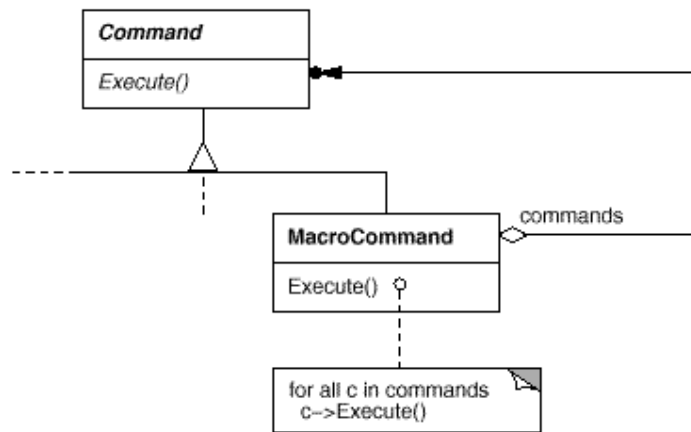 Command
Execute()
commands
MacroCommand
Execute()
for all c in commands
c->Execute()